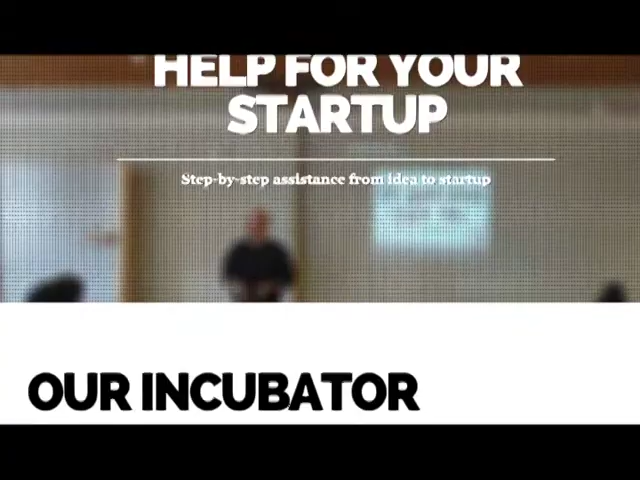 HELP FOR YOUR
STARTUP
Step-by-step assistance from idea to startup
OUR INCUBATOR